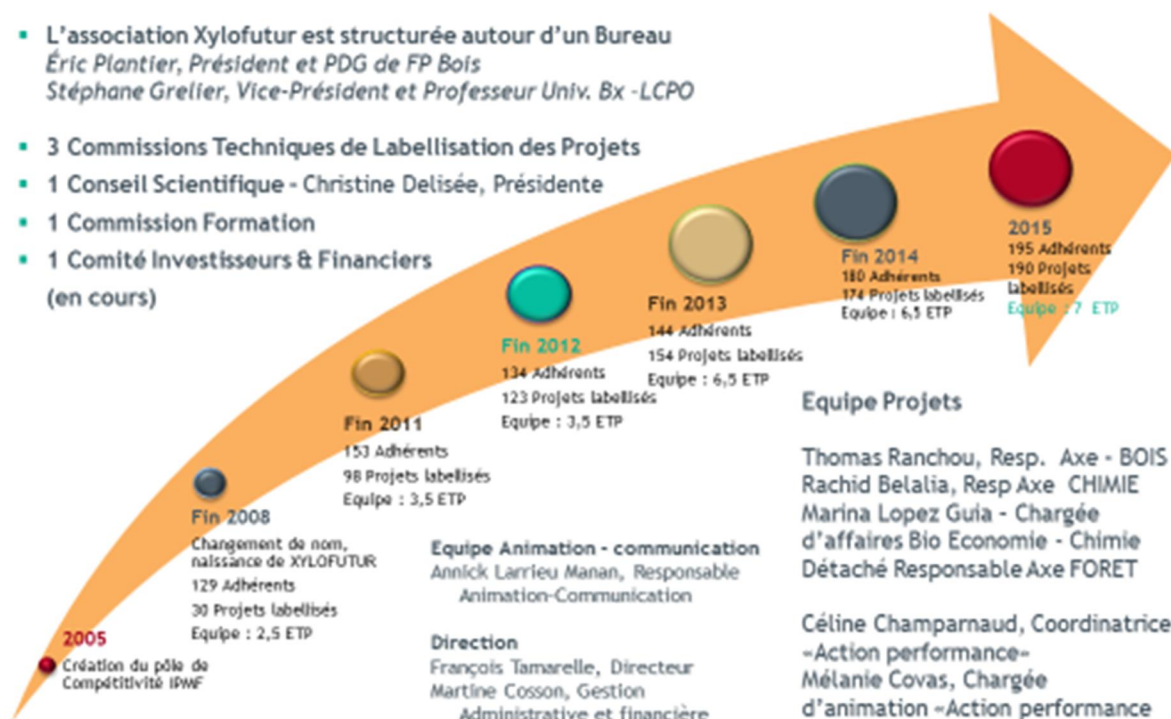 ▪ L'association Xylofutur est structurée autour d'un Bureau
Éric Plantier, Président et PDG de FP Bois
Stéphane Grelier, Vice-Président et Professeur Univ. Bx -LCPO
▪ 3 Commissions Techniques de Labellisation des Projets
▪ 1 Conseil Scientifique - Christine Delisée, Présidente
▪ 1 Commission Formation
▪ 1 Comité Investisseurs & Financiers
(en cours)
2005
Création du pôle de
Compétitivité IPWF
Fin 2008
Changement de nom,
naissance de XYLOFUTUR
129 Adhérents
30 Projets labellisés
Equipe : 2,5 ETP
Fin 2011
153 Adhérents
98 Projets labellisés
Equipe : 3,5 ETP
Fin 2012
134 Adhérents
123 Projets labellisés
Equipe : 3,5 ETP
Fin 2013
144 Adhérents
154 Projets labellisés
Equipe : 6,5 ETP
Fin 2014
180 Adhérents
174 Projets labellisés
Equipe : 6,5 ETP
2015
195 Adhérents
190 Projets
labellisés
Equipe : 7 ETP
Equipe Animation - communication
Annick Larrieu Manan, Responsable
Animation-Communication
Direction
François Tamarelle, Directeur
Martine Cosson, Gestion
Administrative et financière
Equipe Projets
Thomas Ranchou, Resp. Axe - BOIS
Rachid Belalia, Resp Axe CHIMIE
Marina Lopez Guia - Chargée
d'affaires Bio Economie - Chimie
Détaché Responsable Axe FORET
Céline Champarnaud, Coordinatrice
«Action performance»
Mélanie Covas, Chargée
d'animation «Action performance